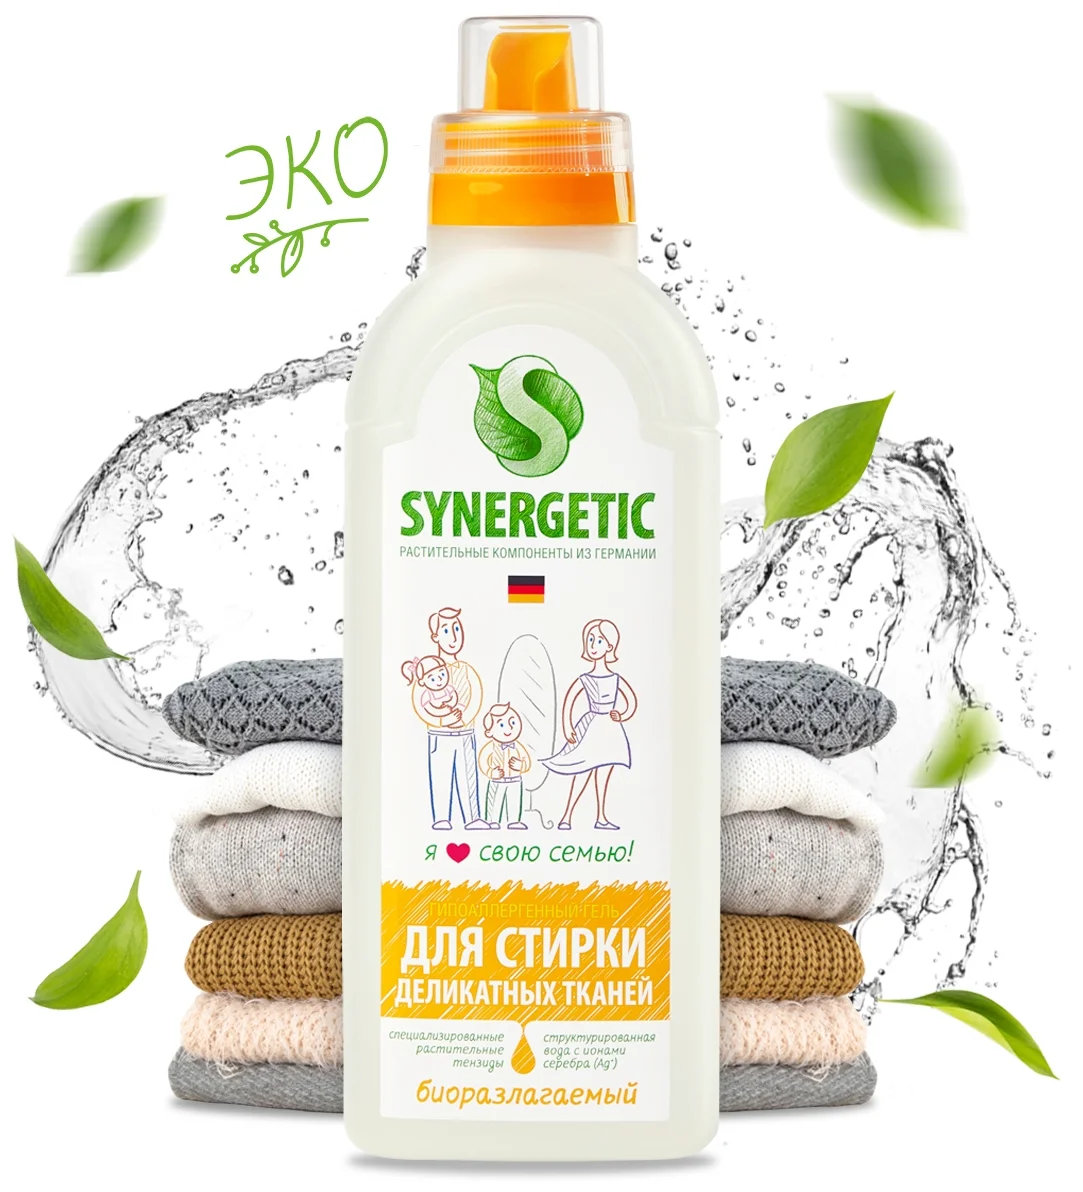 ЭКО
SYNERGETIC
РАСТИТЕЛЬНЫЕ КОМПОНЕНТЫ ИЗ ГЕРМАНИИ
я ❤ свою семью!
ГИПОАЛЛЕРГЕННЫЙ ГЕЛЬ
ДЛЯ СТИРКИ
ДЕЛИКАТНЫХ ТКАНЕЙ
специализированные
растительные
тензиды
структурированная
вода с ионами
серебра (Ag⁺)
биоразлагаемый